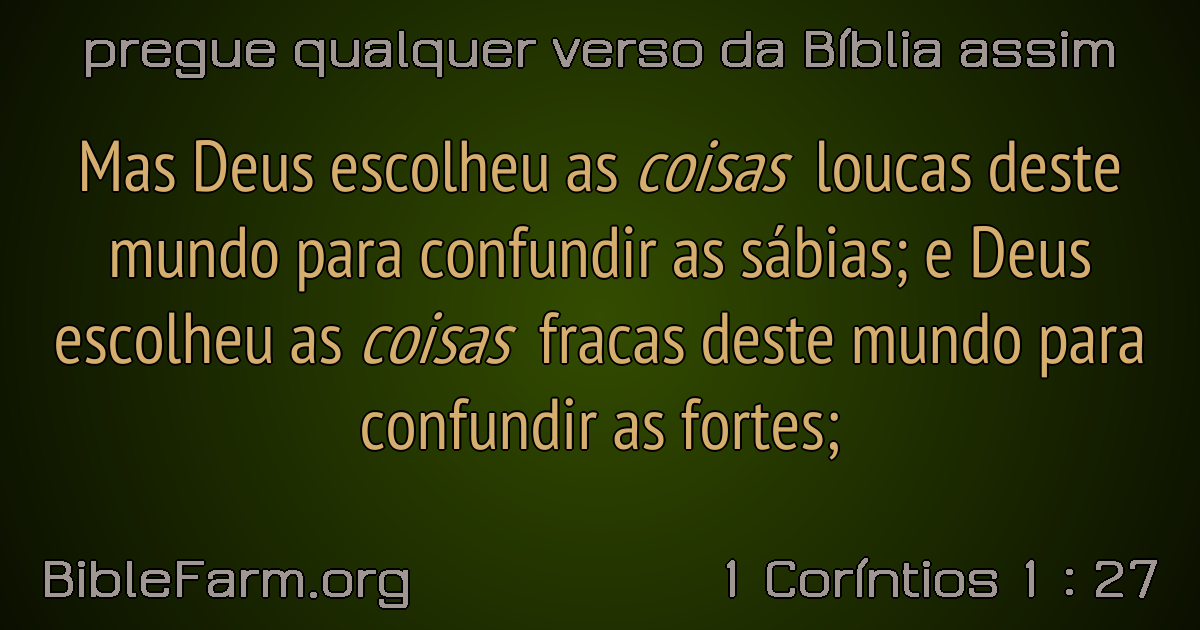 pregue qualquer verso da Bíblia assim
Mas Deus escolheu as coisas loucas deste
mundo para confundir as sábias; e Deus
escolheu as coisas fracas deste mundo para
confundir as fortes;
BibleFarm.org
1 Coríntios 1 : 27